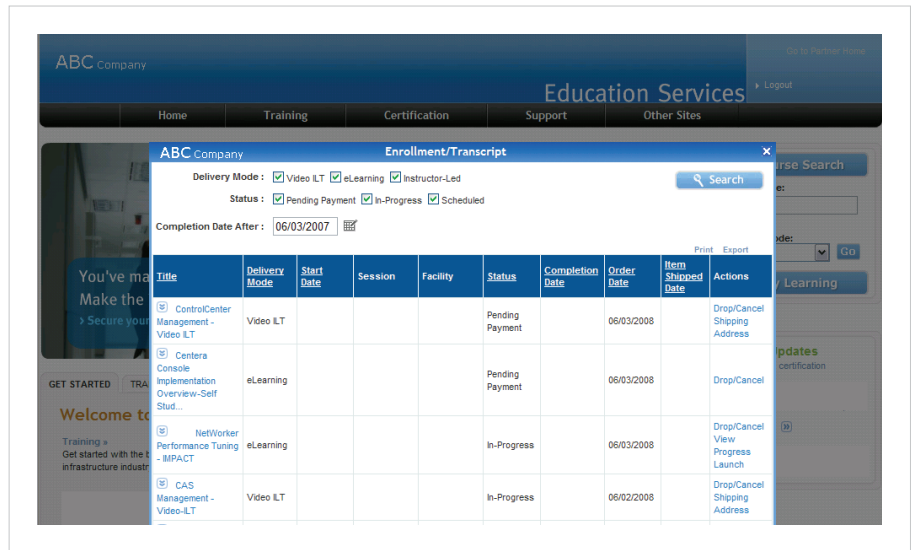 ABC Company
Go to Partner Home
Logout
Education Services
Home Training Certification Support Other Sites
ABC Company Enrollment/Transcript ×
Delivery Mode : Video ILT eLearning Instructor-Led
Search
Status : Pending Payment In-Progress Scheduled
Completion Date After : 06/03/2007
Print Export
Title Delivery Mode Start Date Session Facility Status Completion Date Order Date Item Shipped Date Actions
ControlCenter
Management -
Video ILT
Video ILT
Pending
Payment
06/03/2008
Drop/Cancel
Shipping
Address
Centera
Console
Implementation
Overview-Self
Stud...
eLearning
Pending
Payment
06/03/2008
Drop/Cancel
NetWorker
Performance Tuning
- IMPACT
eLearning
In-Progress
06/03/2008
Drop/Cancel
View
Progress
Launch
CAS
Management -
Video-ILT
Video ILT
In-Progress
06/02/2008
Drop/Cancel
Shipping
Address
You've ma
Make the
› Secure your
GET STARTED TRA
Welcome to
Training »
Get started with the t
infrastructure industr
urse Search
e:
ode:
Go
Learning
pdates
certification